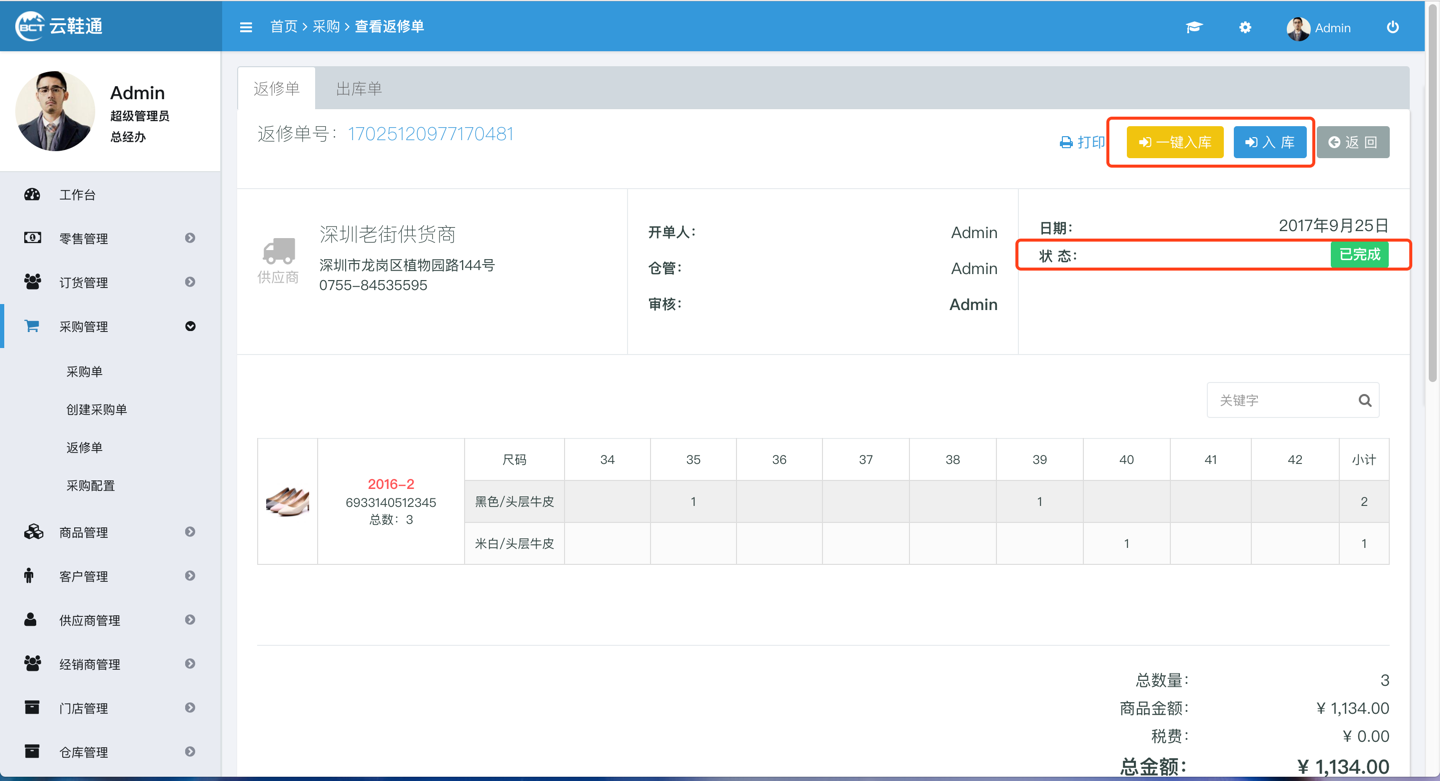 BCT 云鞋通
首页 > 采购 > 查看返修单
Admin
Admin
超级管理员
总经办
工作台
零售管理
订货管理
采购管理
采购单
创建采购单
返修单
采购配置
商品管理
客户管理
供应商管理
经销商管理
门店管理
仓库管理
返修单 出库单
返修单号: 17025120977170481
打印 一键入库 入 库 返 回
供应商
深圳老街供货商
深圳市龙岗区植物园路144号
0755-84535595
开单人: Admin
仓管: Admin
审核: Admin
日期: 2017年9月25日
状 态: 已完成
关键字
2016-2
6933140512345
总数: 3
尺码 34 35 36 37 38 39 40 41 42 小计
黑色/头层牛皮 1 1 2
米白/头层牛皮 1 1
总数量: 3
商品金额: ¥ 1,134.00
税费: ¥ 0.00
总金额: ¥ 1,134.00